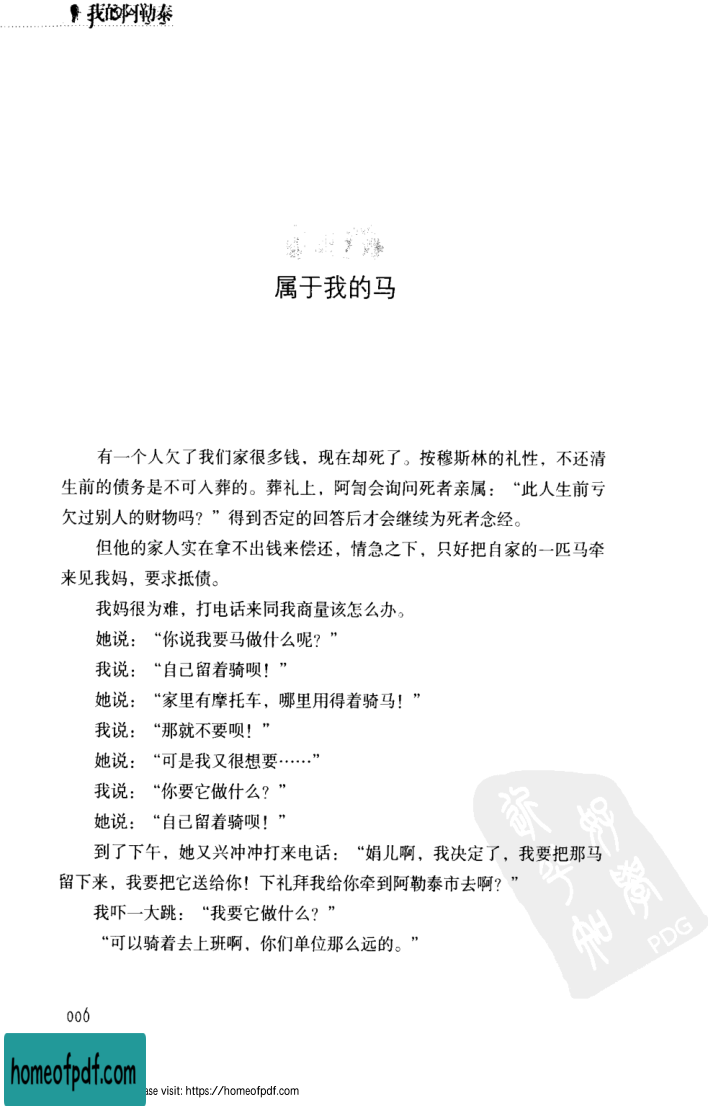 我的阿勒泰
属于我的马
有一个人欠了我们家很多钱，现在却死了。按穆斯林的礼性，不还清
生前的债务是不可入葬的。葬礼上，阿訇会询问死者亲属：“此人生前亏
欠过别人的财物吗？”得到否定的回答后才会继续为死者念经。
但他的家人实在拿不出钱来偿还，情急之下，只好把自家的一匹马牵
来见我妈，要求抵债。
我妈很为难，打电话来同我商量该怎么办。
她说：“你说我要马做什么呢？”
我说：“自己留着骑呗！”
她说：“家里有摩托车，哪里用得着骑马！”
我说：“那就不要呗！”
她说：“可是我又很想要……”
我说：“你要它做什么？”
她说：“自己留着骑呗！”
到了下午，她又兴冲冲打来电话：“娟儿啊，我决定了，我要把那马
留下来，我要把它送给你！下礼拜我给你牵到阿勒泰市去啊？”
我吓一大跳：“我要它做什么？”
“可以骑着去上班啊，你们单位那么远的。”
PDG
006
homeofpdf.com
ase visit: https://homeofpdf.com